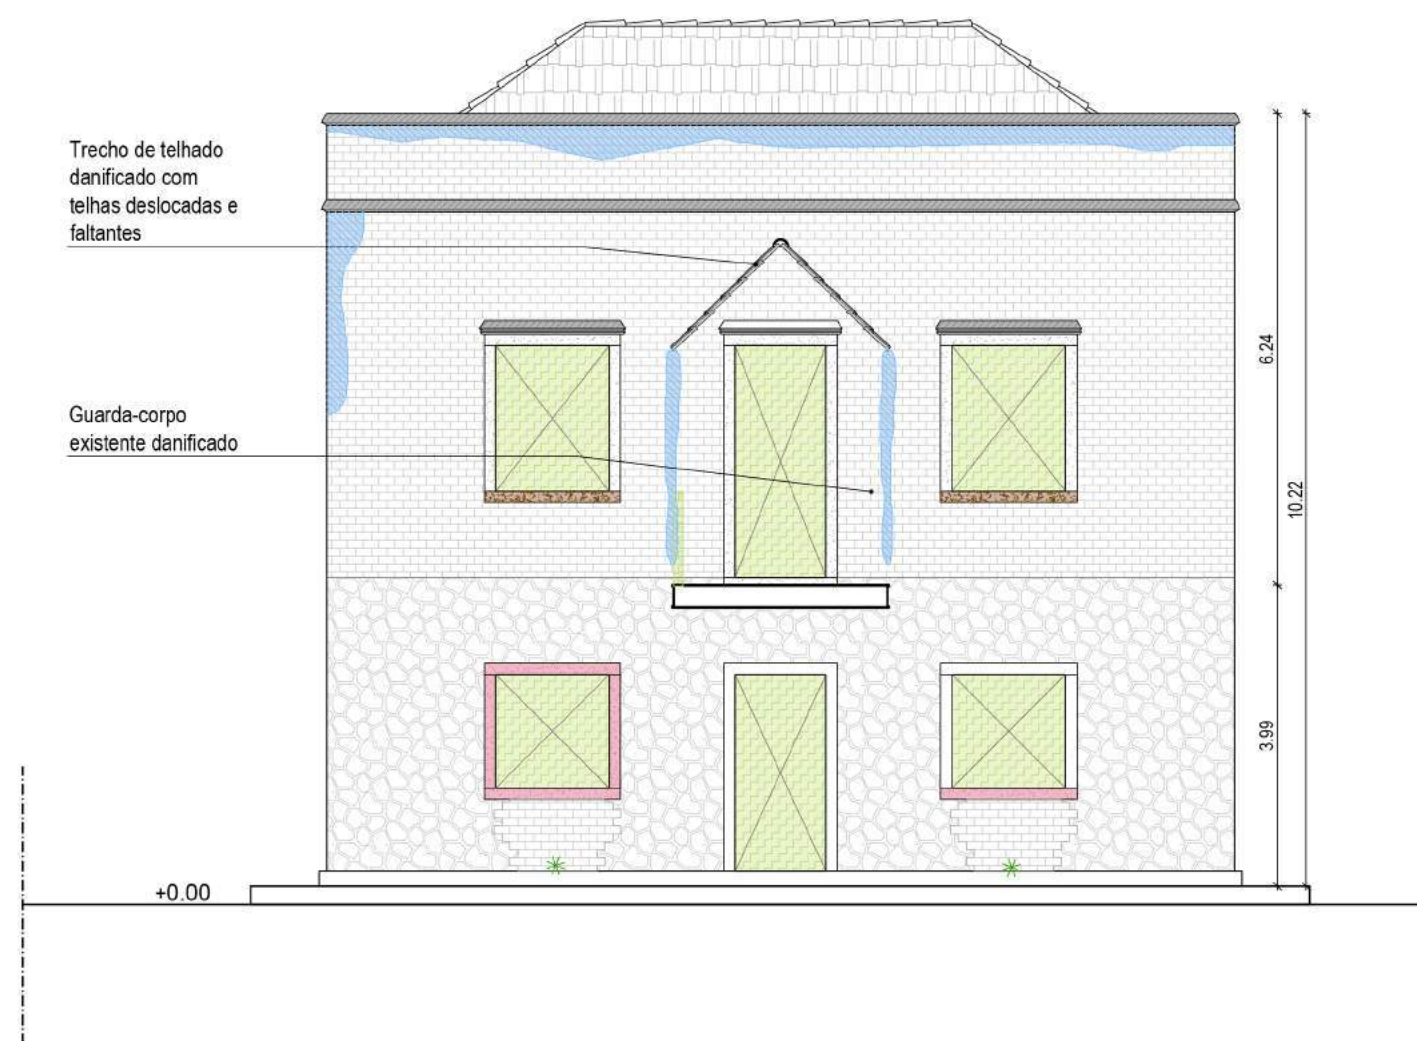 Trecho de telhado
danificado com
telhas deslocadas e
faltantes
Guarda-corpo
existente danificado
6.24
10.22
3.99
+0.00